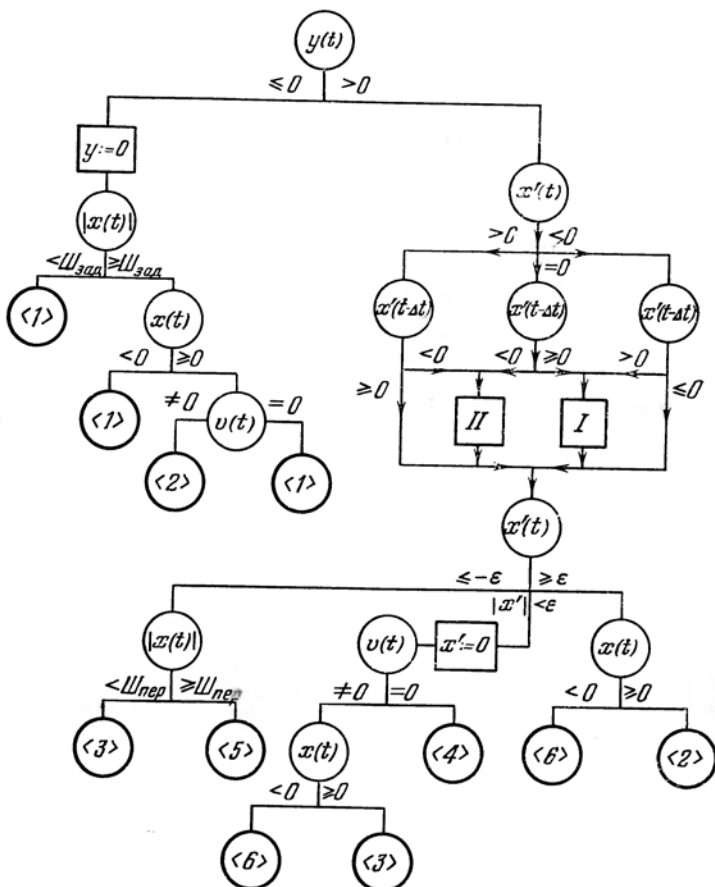 y(t)
≤0 >0
y:=0
x'(t)
|x(t)|
>0 ≤0
<Ш_зад ≥Ш_зад
=0
<1>
x(t)
x'(t-Δt)
x'(t-Δt)
x'(t-Δt)
<0 ≥0
<0 <0 ≥0 >0
≥0 ≤0
≠0 =0
<1>
υ(t)
II
I
<2>
<1>
x'(t)
≤-ε ≥ε
|x'|<ε
|x(t)|
υ(t)
x':=0
x(t)
<Ш_пер ≥Ш_пер
≠0 =0
<0 ≥0
<3>
<5>
x(t)
<4>
<6>
<2>
<0 ≥0
<6>
<3>